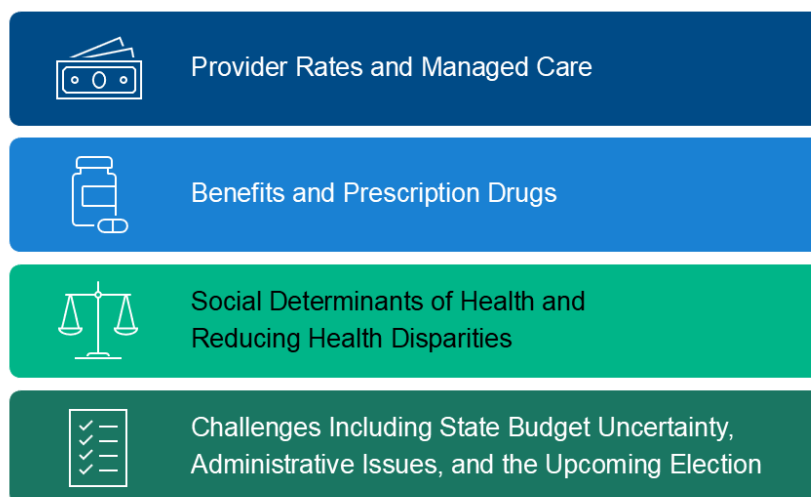 Provider Rates and Managed Care
Benefits and Prescription Drugs
Social Determinants of Health and
Reducing Health Disparities
Challenges Including State Budget Uncertainty,
Administrative Issues, and the Upcoming Election